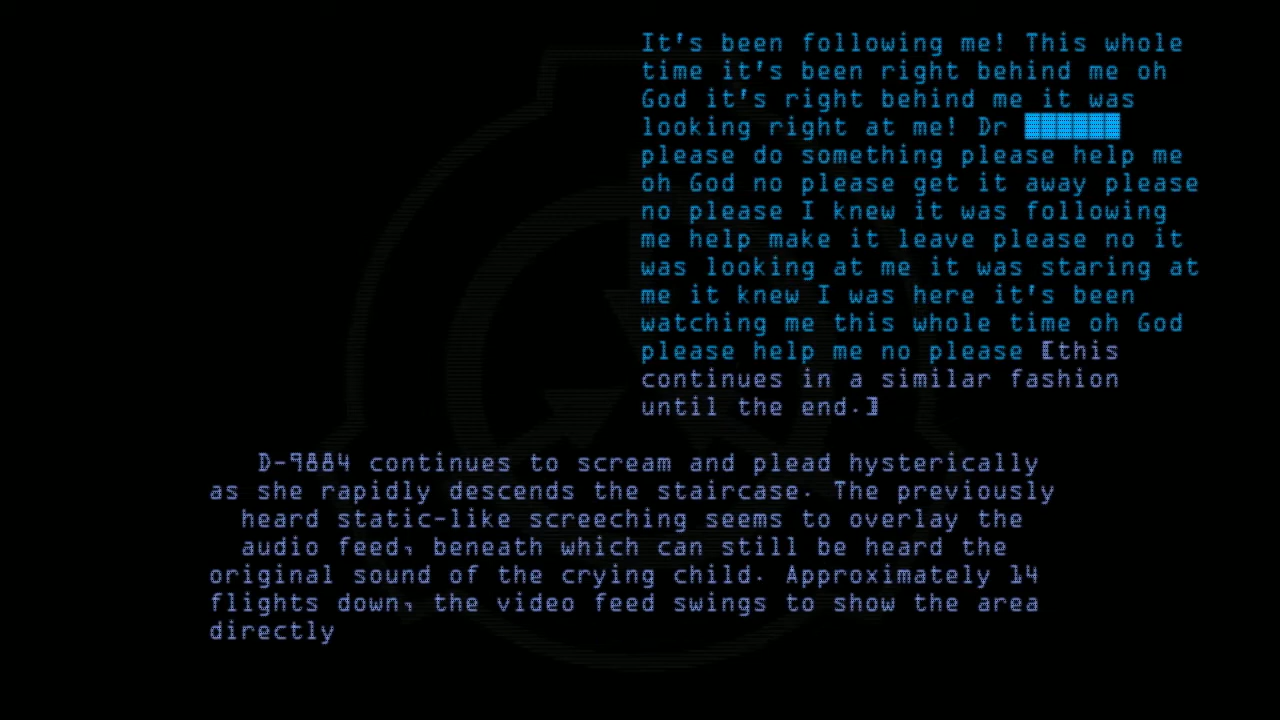 It's been following me! This whole
time it's been right behind me oh
God it's right behind me it was
looking right at me! Dr ██████
please do something please help me
oh God no please get it away please
no please I knew it was following
me help make it leave please no it
was looking at me it was staring at
me it knew I was here it's been
watching me this whole time oh God
please help me no please [this
continues in a similar fashion
until the end.]
D-9884 continues to scream and plead hysterically
as she rapidly descends the staircase. The previously
heard static-like screeching seems to overlay the
audio feed, beneath which can still be heard the
original sound of the crying child. Approximately 14
flights down, the video feed swings to show the area
directly